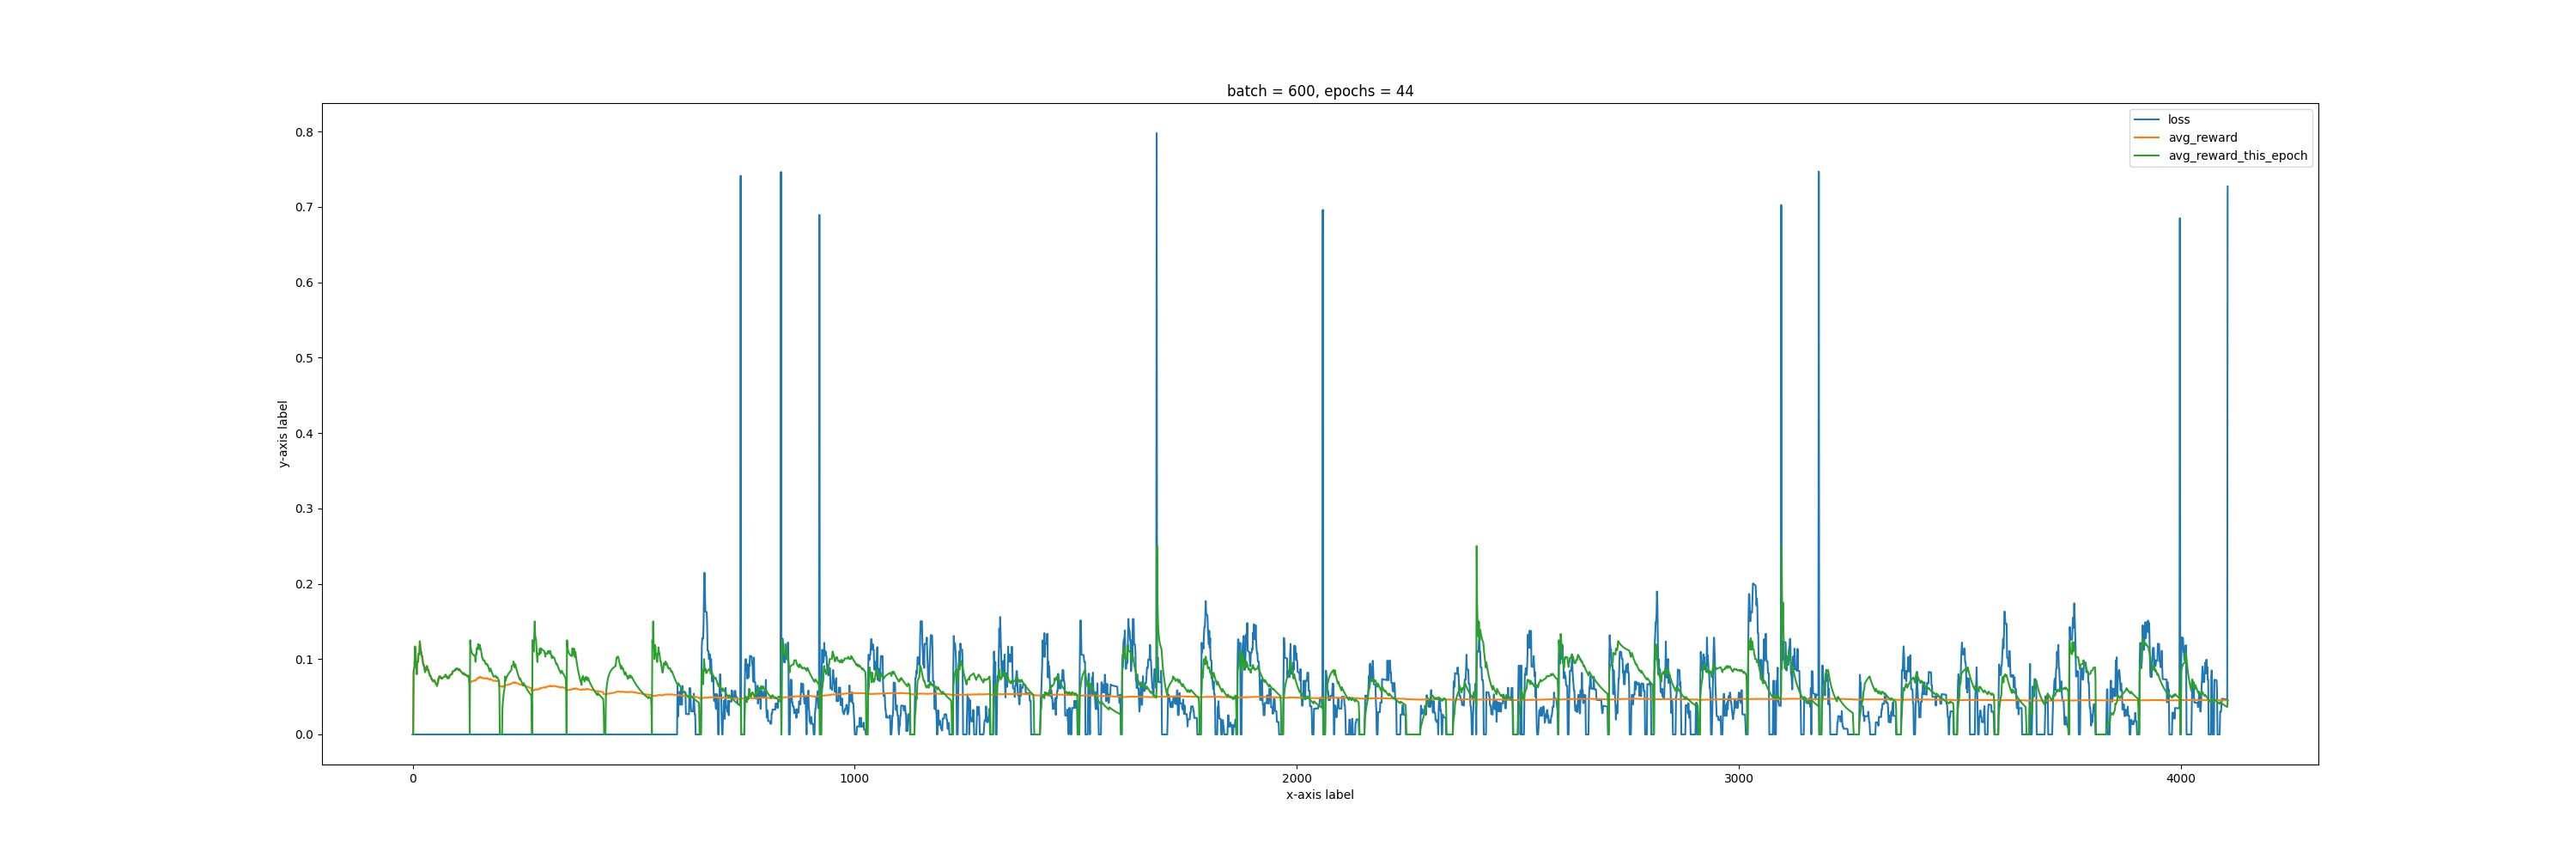 batch = 600, epochs = 44
loss
avg_reward
avg_reward_this_epoch
y-axis label
0.8
0.7
0.6
0.5
0.4
0.3
0.2
0.1
0.0
0 1000 2000 3000 4000
x-axis label